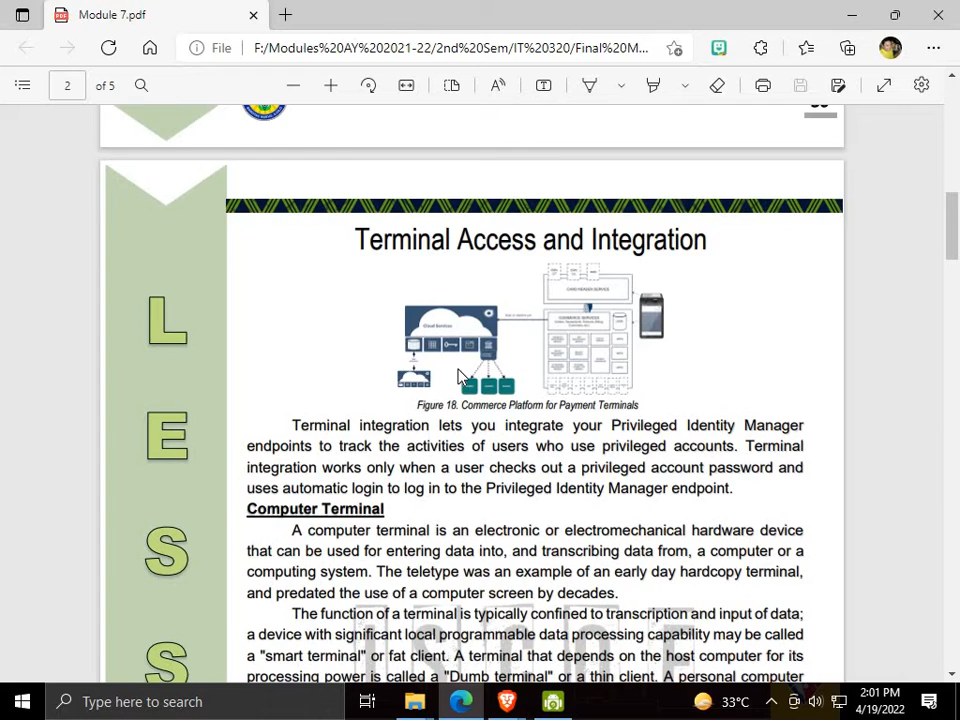 Module 7.pdf
File
F:/Modules%20AY%202021-22/2nd%20Sem/IT%20320/Final%20M...
2 of 5
Terminal Access and Integration
CARD READER SERVICE
Cloud Services
COMMERCE SERVICES
Figure 18. Commerce Platform for Payment Terminals
Terminal integration lets you integrate your Privileged Identity Manager
endpoints to track the activities of users who use privileged accounts. Terminal
integration works only when a user checks out a privileged account password and
uses automatic login to log in to the Privileged Identity Manager endpoint.
Computer Terminal
A computer terminal is an electronic or electromechanical hardware device
that can be used for entering data into, and transcribing data from, a computer or a
computing system. The teletype was an example of an early day hardcopy terminal,
and predated the use of a computer screen by decades.
The function of a terminal is typically confined to transcription and input of data;
a device with significant local programmable data processing capability may be called
a "smart terminal" or fat client. A terminal that depends on the host computer for its
processing power is called a "Dumb terminal" or a thin client. A personal computer
L
E
S
S
Type here to search
33°C
2:01 PM
4/19/2022